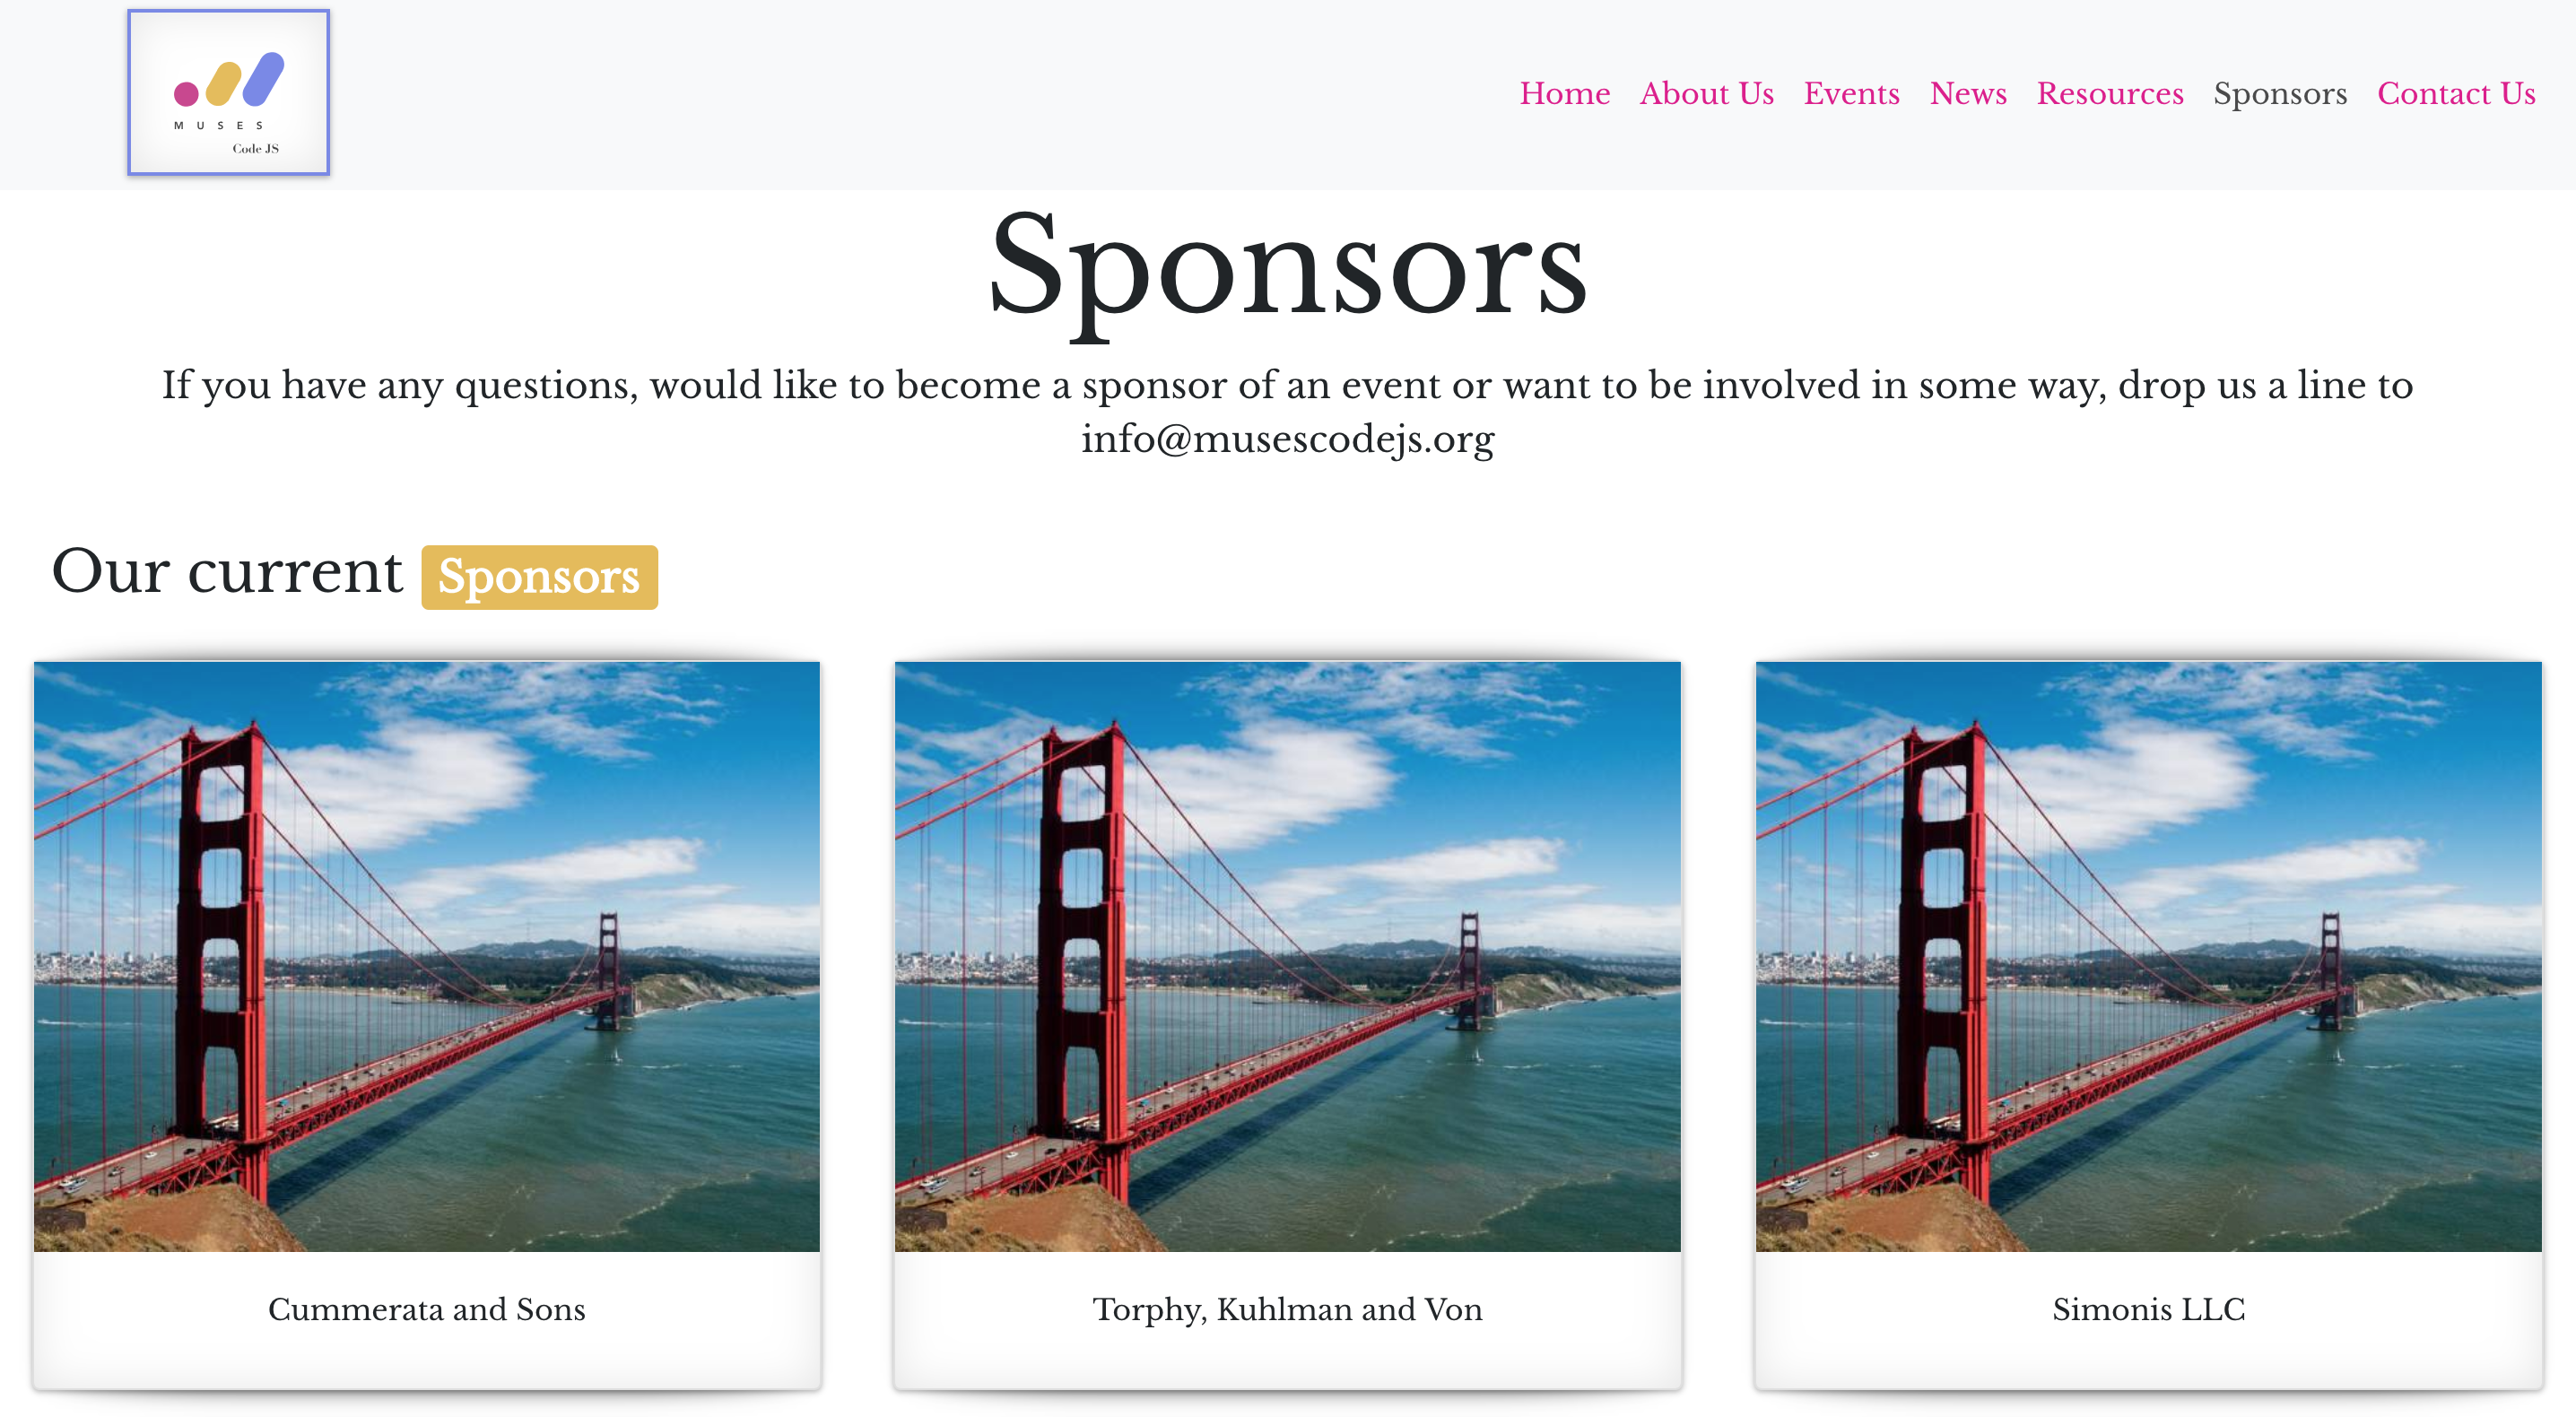 MUSES
Code JS
Home About Us Events News Resources Sponsors Contact Us
Sponsors
If you have any questions, would like to become a sponsor of an event or want to be involved in some way, drop us a line to
info@musescodejs.org
Our current Sponsors
Cummerata and Sons
Torphy, Kuhlman and Von
Simonis LLC